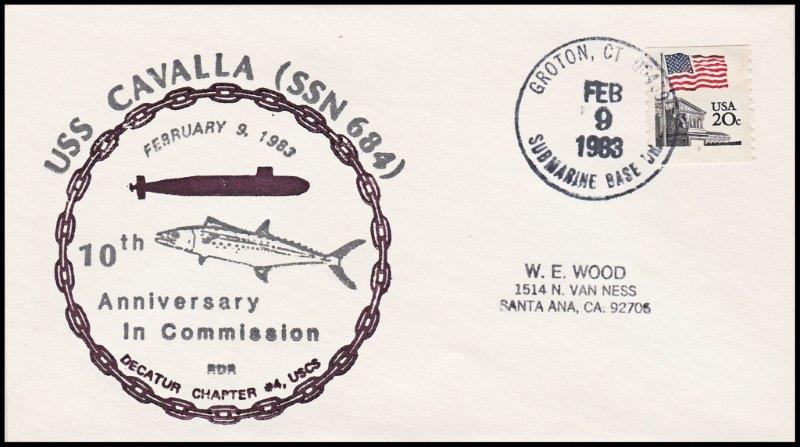 USS CAVALLA (SSN 684)
FEBRUARY 9, 1983
10th
Anniversary
In Commission
RDR
DECATUR CHAPTER #4, USCS
GROTON, CT
FEB
9
1983
SUBMARINE BASE
USA
20c
W. E. WOOD
1514 N. VAN NESS
SANTA ANA, CA. 92706